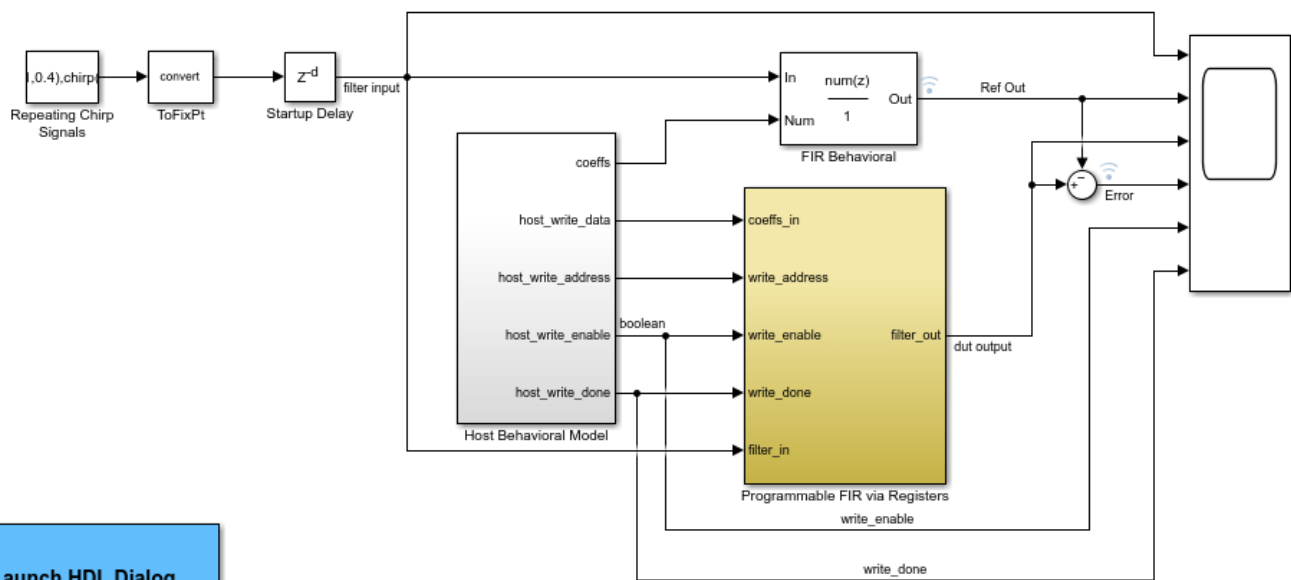 1,0.4),chirp(
Repeating Chirp
Signals
convert
ToFixPt
Z-d
Startup Delay
filter input
In
Num
num(z)
1
Out
FIR Behavioral
Ref Out
Error
coeffs
host_write_data
host_write_address
host_write_enable
host_write_done
Host Behavioral Model
boolean
coeffs_in
write_address
write_enable
write_done
filter_in
filter_out
Programmable FIR via Registers
dut output
write_enable
write_done
aunch HDL Dialog